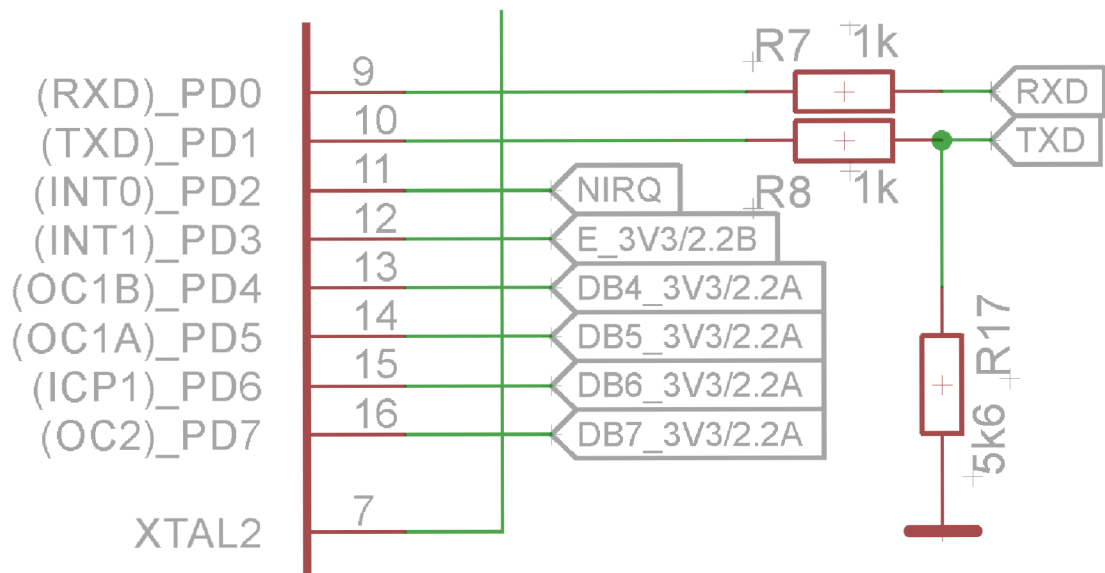 R7 1k
(RXD)_PD0 9 RXD
(TXD)_PD1 10 TXD
(INT0)_PD2 11 NIRQ R8 1k
(INT1)_PD3 12 E_3V3/2.2B
(OC1B)_PD4 13 DB4_3V3/2.2A
(OC1A)_PD5 14 DB5_3V3/2.2A
(ICP1)_PD6 15 DB6_3V3/2.2A
(OC2)_PD7 16 DB7_3V3/2.2A
R17
5k6
XTAL2 7